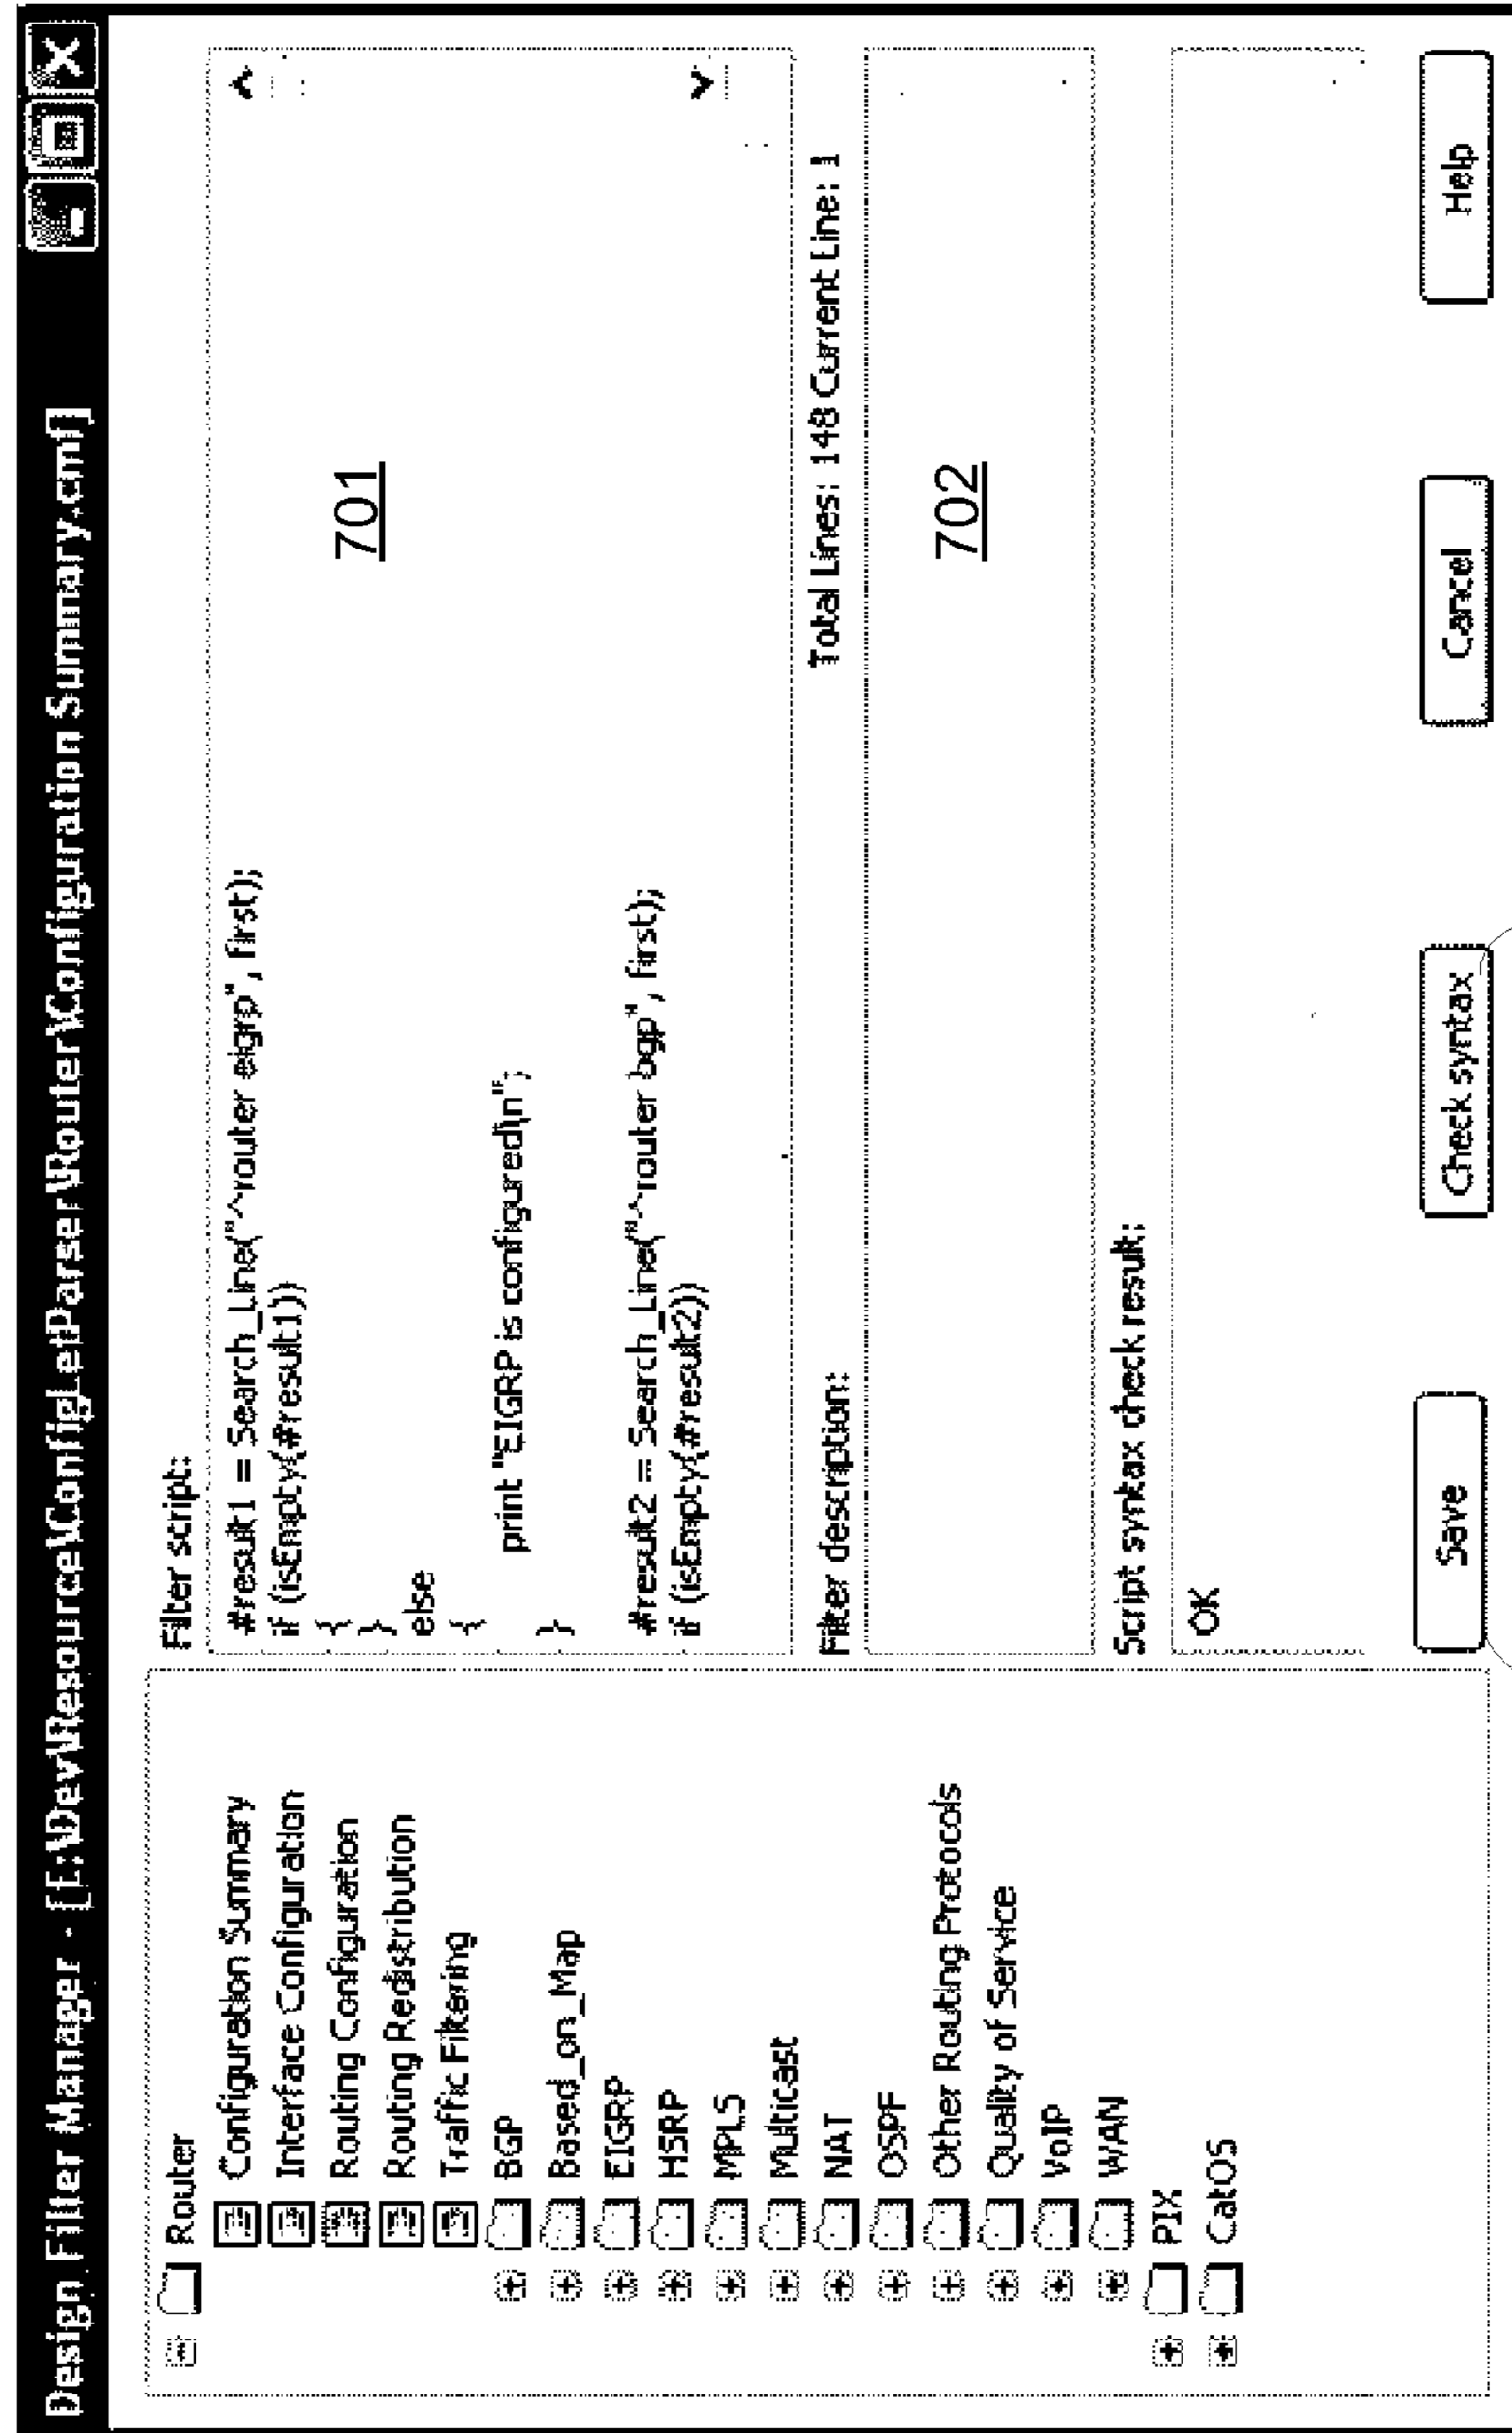 Design Filter Manager - [E:\Dev\Resource\ConfigLetParser\Router\Configuration Summary.cml]
Router
Configuration Summary
Interface Configuration
Routing Configuration
Routing Redistribution
Traffic Filtering
BGP
Based_on_Map
EIGRP
HSRP
MPLS
Multicast
NAT
OSPF
Other Routing Protocols
Quality of Service
VoIP
WAN
PIX
CatOS
Filter script:
#result1 = Search_Line("^router eigrp", first);
if (isEmpty(#result1))
{
}
else
{
print "EIGRP is configured\n";
}
#result2 = Search_Line("^router bgp", first);
if (isEmpty(#result2))
701
Total Lines: 148 Current Line: 1
Filter description:
702
Script syntax check result:
OK
Save
Check syntax
Cancel
Help